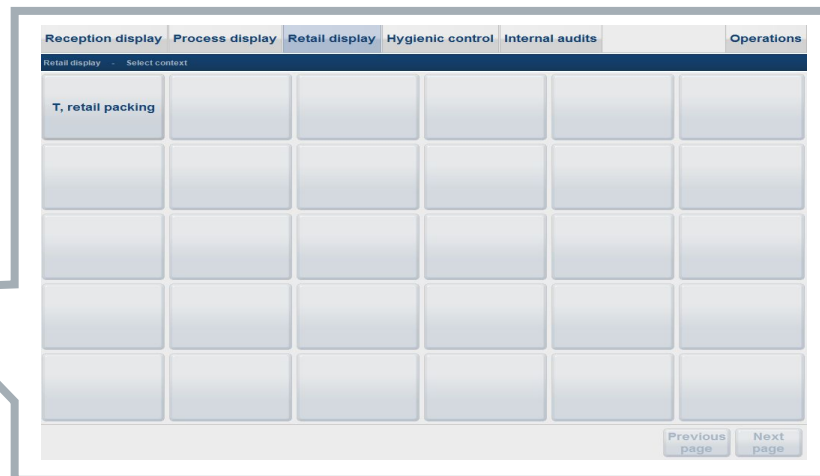 Reception display Process display Retail display Hygienic control Internal audits Operations
Retail display - Select context
T, retail packing
Previous page Next page